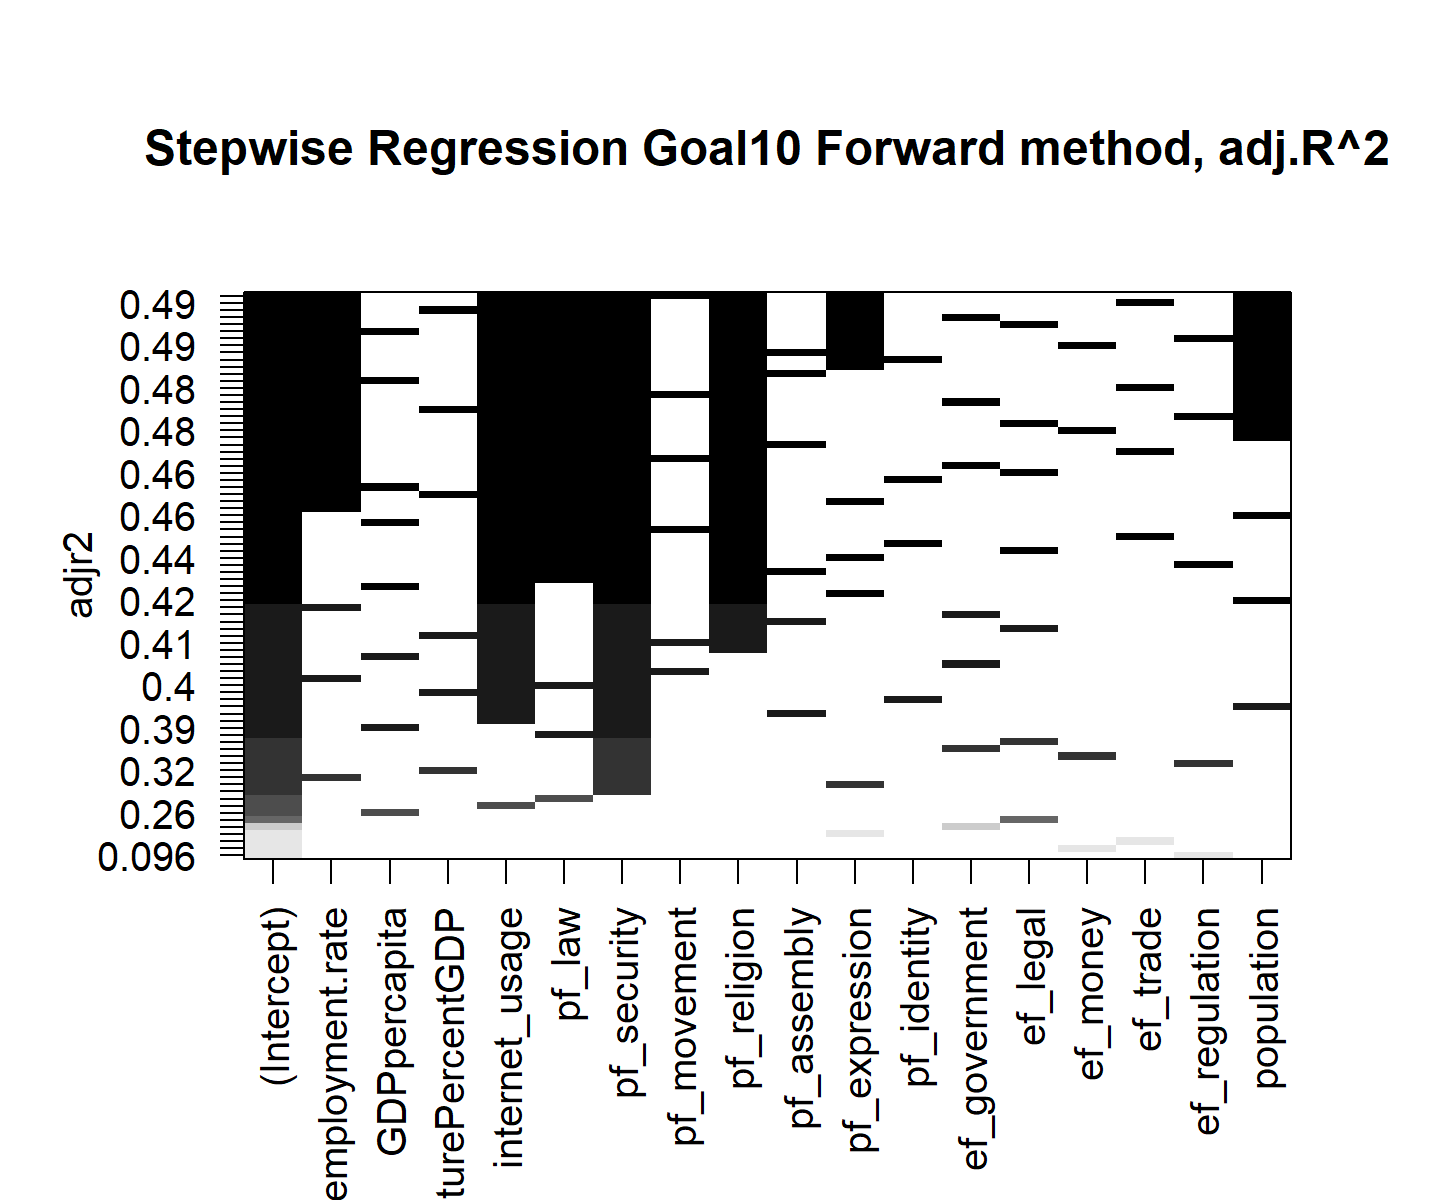 Stepwise Regression Goal10 Forward method, adj.R^2
adjr2
0.49
0.49
0.48
0.48
0.46
0.46
0.44
0.42
0.41
0.4
0.39
0.32
0.26
0.096
(Intercept)
employment.rate
GDPpercapita
turePercentGDP
internet_usage
pf_law
pf_security
pf_movement
pf_religion
pf_assembly
pf_expression
pf_identity
ef_government
ef_legal
ef_money
ef_trade
ef_regulation
population